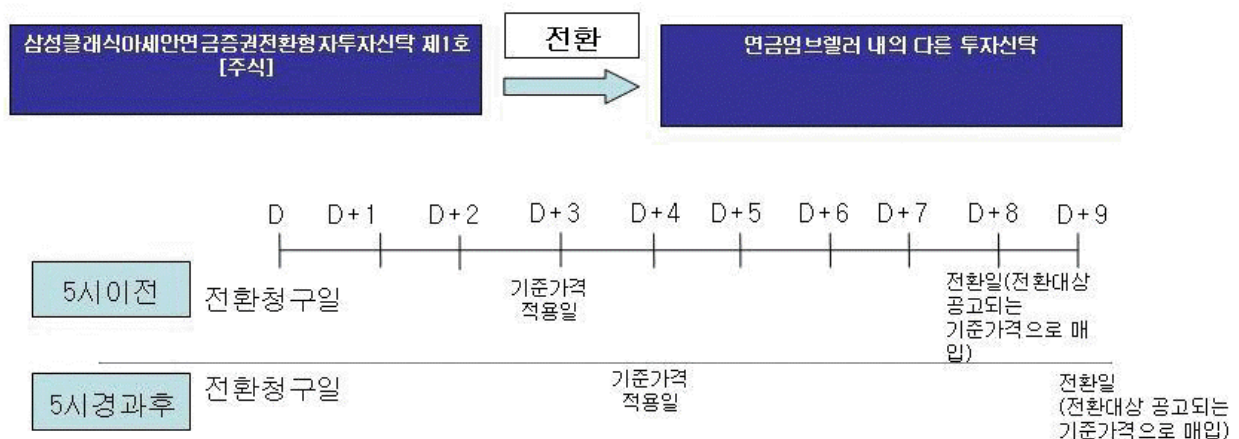 삼성클래식아세안연금증권전환형자투자신탁 제1호
[주식]
전환
연금엄브렐러 내의 다른 투자신탁
D D+1 D+2 D+3 D+4 D+5 D+6 D+7 D+8 D+9
5시이전
전환청구일
기준가격
적용일
전환일(전환대상
공고되는
기준가격으로 매
입)
5시경과후
전환청구일
기준가격
적용일
전환일
(전환대상 공고되는
기준가격으로 매입)